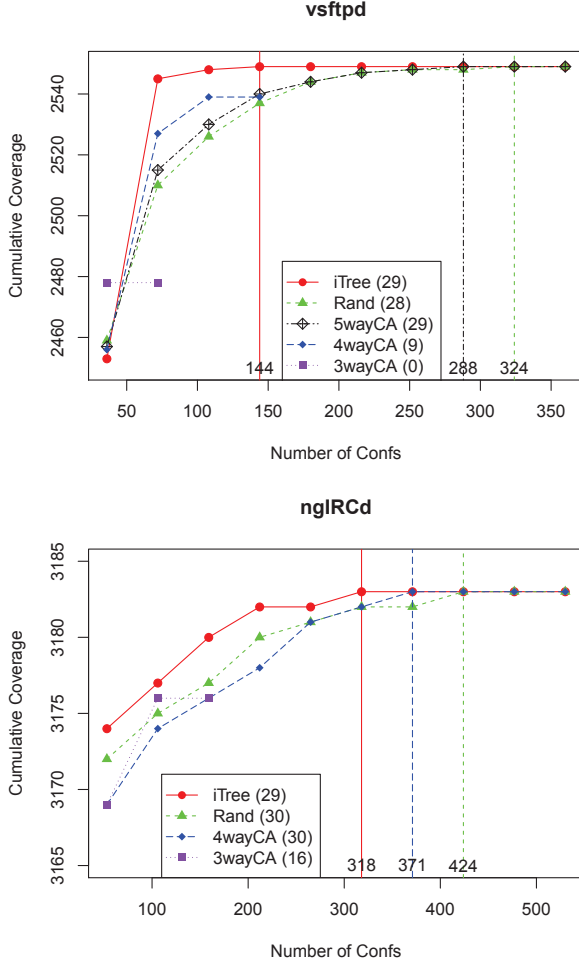 vsftpd
Cumulative Coverage
2460 2480 2500 2520 2540
iTree (29)
Rand (28)
5wayCA (29)
4wayCA (9)
3wayCA (0)
144 288 324
50 100 150 200 250 300 350
Number of Confs
ngIRCd
Cumulative Coverage
3165 3170 3175 3180 3185
iTree (29)
Rand (30)
4wayCA (30)
3wayCA (16)
318 371 424
100 200 300 400 500
Number of Confs